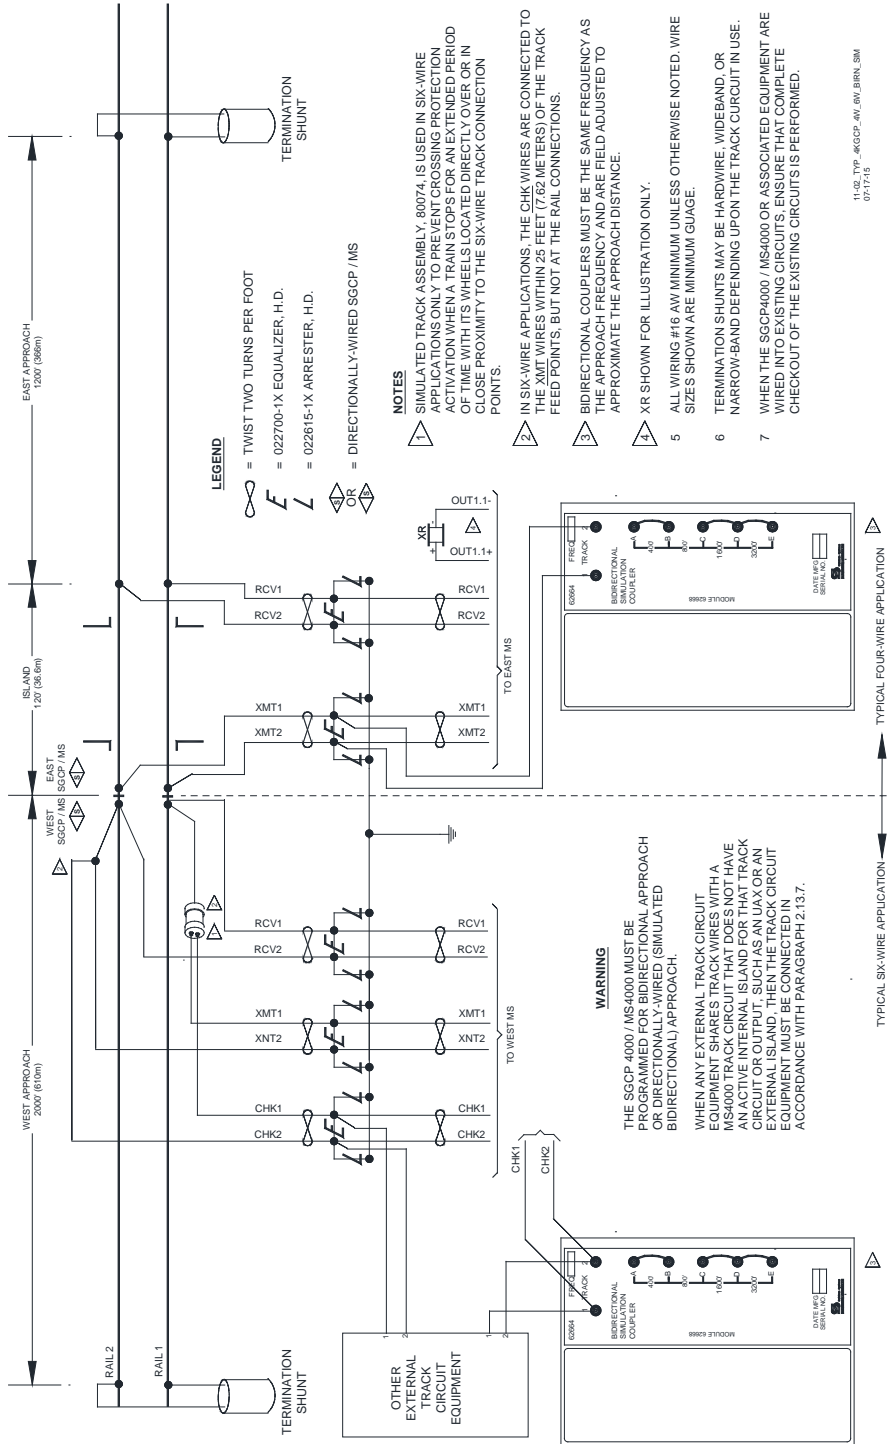 WEST APPROACH
2000' (610m)
ISLAND
120' (36.6m)
EAST APPROACH
1200' (366m)
RAIL 2
RAIL 1
2
WEST
SGCP / MS
S
EAST
SGCP / MS
S
TERMINATION
SHUNT
TERMINATION
SHUNT
1
2
CHK1
CHK2
XMT1
XNT2
RCV1
RCV2
XMT1
XMT2
RCV1
RCV2
CHK1
CHK2
XMT1
XNT2
RCV1
RCV2
XMT1
XMT2
RCV1
RCV2
TO WEST MS
TO EAST MS
XR
+
-
OUT1.1+
OUT1.1-
4
LEGEND
= TWIST TWO TURNS PER FOOT
= 022700-1X EQUALIZER, H.D.
= 022615-1X ARRESTER, H.D.
S
OR
S
= DIRECTIONALLY-WIRED SGCP / MS
NOTES
1 SIMULATED TRACK ASSEMBLY, 80074, IS USED IN SIX-WIRE
APPLICATIONS ONLY TO PREVENT CROSSING PROTECTION
ACTIVATION WHEN A TRAIN STOPS FOR AN EXTENDED PERIOD
OF TIME WITH ITS WHEELS LOCATED DIRECTLY OVER OR IN
CLOSE PROXIMITY TO THE SIX-WIRE TRACK CONNECTION
POINTS.
2 IN SIX-WIRE APPLICATIONS, THE CHK WIRES ARE CONNECTED TO
THE XMT WIRES WITHIN 25 FEET (7.62 METERS) OF THE TRACK
FEED POINTS, BUT NOT AT THE RAIL CONNECTIONS.
3 BIDIRECTIONAL COUPLERS MUST BE THE SAME FREQUENCY AS
THE APPROACH FREQUENCY AND ARE FIELD ADJUSTED TO
APPROXIMATE THE APPROACH DISTANCE.
4 XR SHOWN FOR ILLUSTRATION ONLY.
5 ALL WIRING #16 AW MINIMUM UNLESS OTHERWISE NOTED. WIRE
SIZES SHOWN ARE MINIMUM GUAGE.
6 TERMINATION SHUNTS MAY BE HARDWIRE, WIDEBAND, OR
NARROW-BAND DEPENDING UPON THE TRACK CURCUIT IN USE.
7 WHEN THE SGCP4000 / MS4000 OR ASSOCIATED EQUIPMENT ARE
WIRED INTO EXISTING CIRCUITS, ENSURE THAT COMPLETE
CHECKOUT OF THE EXISTING CIRCUITS IS PERFORMED.
11-02_TYP_4KGCP_4W_6W_BIRN_SIM
07-17-15
OTHER
EXTERNAL
TRACK
CIRCUIT
EQUIPMENT
1
2
1
2
CHK1
CHK2
62664
FREQ
TRACK
1
2
BIDIRECTIONAL
SIMULATION
COUPLER
A
400'
B
800'
C
1600'
D
3200'
E
MODULE 62668
DATE MFG
SERIAL NO.
3
WARNING
THE SGCP 4000 / MS4000 MUST BE
PROGRAMMED FOR BIDIRECTIONAL APPROACH
OR DIRECTIONALLY-WIRED (SIMULATED
BIDIRECTIONAL) APPROACH.
WHEN ANY EXTERNAL TRACK CIRCUIT
EQUIPMENT SHARES TRACK WIRES WITH A
MS4000 TRACK CIRCUIT THAT DOES NOT HAVE
AN ACTIVE INTERNAL ISLAND FOR THAT TRACK
CIRCUIT OR OUTPUT, SUCH AS AN UAX OR AN
EXTERNAL ISLAND, THEN THE TRACK CIRCUIT
EQUIPMENT MUST BE CONNECTED IN
ACCORDANCE WITH PARAGRAPH 2.13.7.
62664
FREQ
TRACK
1
2
BIDIRECTIONAL
SIMULATION
COUPLER
A
400'
B
800'
C
1600'
D
3200'
E
MODULE 62668
DATE MFG
SERIAL NO.
3
TYPICAL SIX-WIRE APPLICATION
TYPICAL FOUR-WIRE APPLICATION